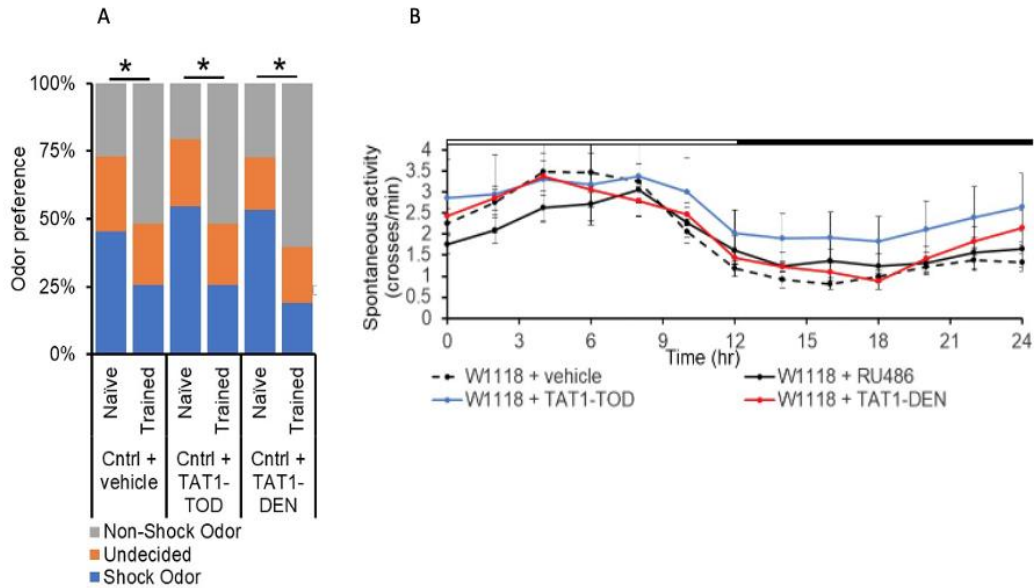 A
B
* * *
100%
75%
50%
25%
0%
Odor preference
Naïve
Trained
Naïve
Trained
Naïve
Trained
Cntrl +
vehicle
Cntrl +
TAT1-
TOD
Cntrl +
TAT1-
DEN
Non-Shock Odor
Undecided
Shock Odor
Spontaneous activity
(crosses/min)
4
3.5
3
2.5
2
1.5
1
0.5
0
0 3 6 9 12 15 18 21 24
Time (hr)
W1118 + vehicle
W1118 + RU486
W1118 + TAT1-TOD
W1118 + TAT1-DEN